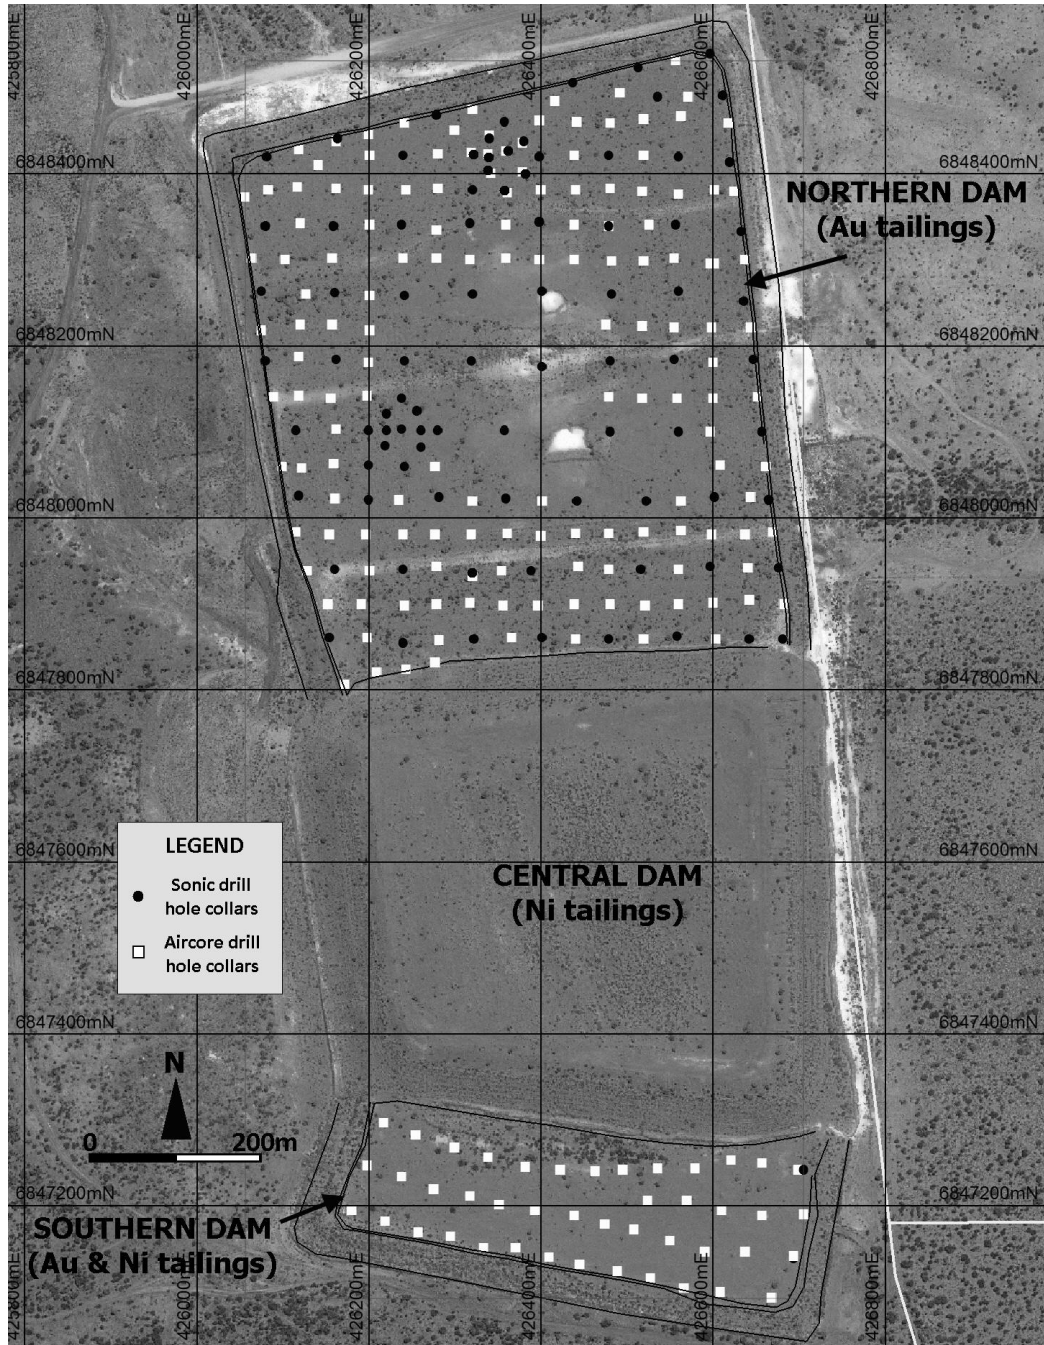 425800mE
426000mE
426200mE
426400mE
426600mE
426800mE
6848400mN
6848400mN
NORTHERN DAM
(Au tailings)
6848200mN
6848200mN
6848000mN
6848000mN
6847800mN
6847800mN
LEGEND
Sonic drill
hole collars
Aircore drill
hole collars
6847600mN
6847600mN
CENTRAL DAM
(Ni tailings)
6847400mN
6847400mN
N
0
200m
6847200mN
6847200mN
SOUTHERN DAM
(Au & Ni tailings)
425800mE
426000mE
426200mE
426400mE
426600mE
426800mE